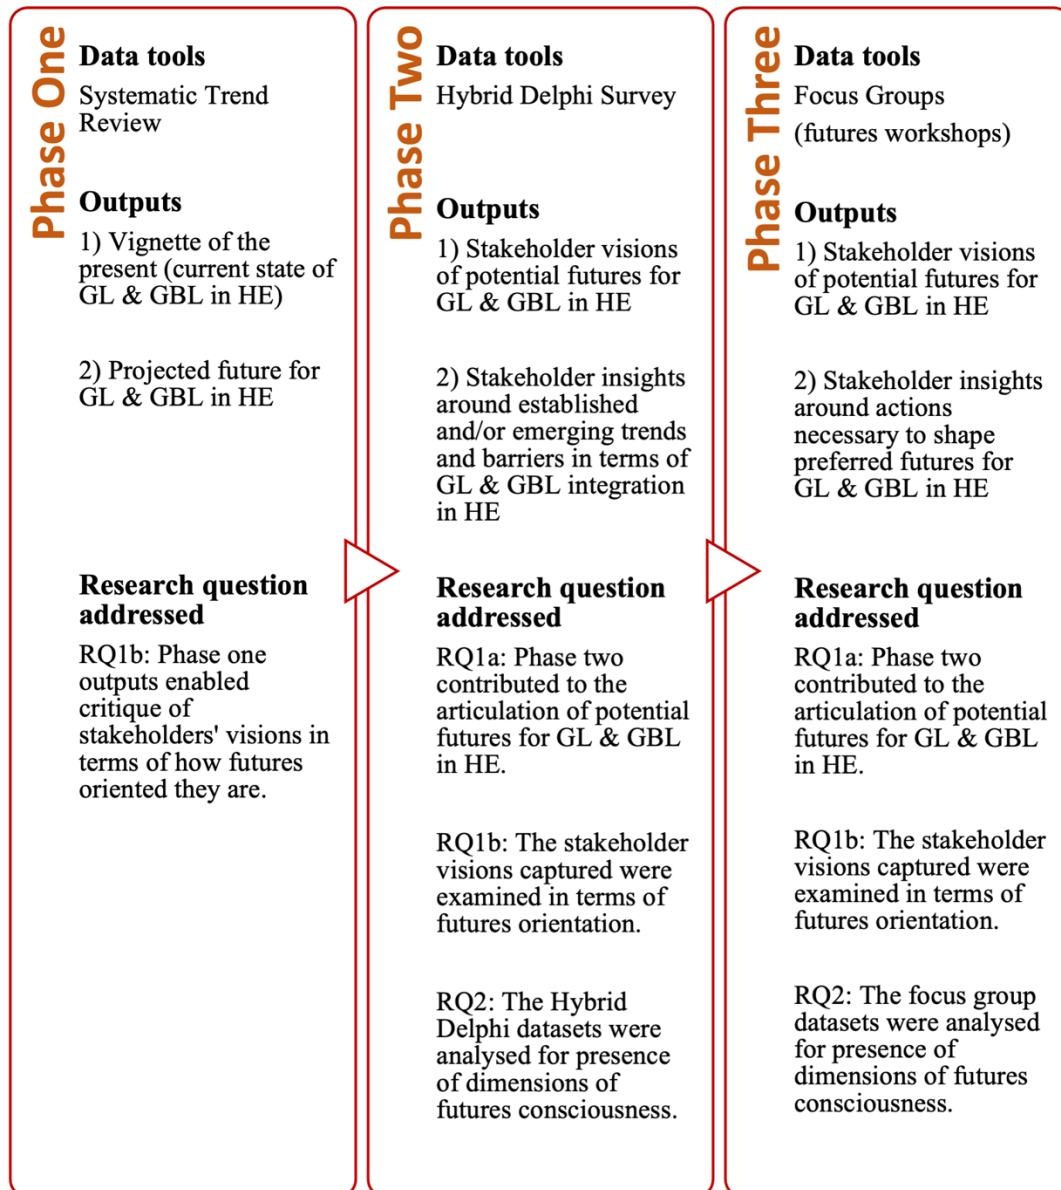 Phase One
Data tools
Systematic Trend
Review
Outputs
1) Vignette of the
present (current state of
GL & GBL in HE)
2) Projected future for
GL & GBL in HE
Research question
addressed
RQ1b: Phase one
outputs enabled
critique of
stakeholders' visions in
terms of how futures
oriented they are.
Phase Two
Data tools
Hybrid Delphi Survey
Outputs
1) Stakeholder visions
of potential futures for
GL & GBL in HE
2) Stakeholder insights
around established
and/or emerging trends
and barriers in terms of
GL & GBL integration
in HE
Research question
addressed
RQ1a: Phase two
contributed to the
articulation of potential
futures for GL & GBL
in HE.
RQ1b: The stakeholder
visions captured were
examined in terms of
futures orientation.
RQ2: The Hybrid
Delphi datasets were
analysed for presence
of dimensions of
futures consciousness.
Phase Three
Data tools
Focus Groups
(futures workshops)
Outputs
1) Stakeholder visions
of potential futures for
GL & GBL in HE
2) Stakeholder insights
around actions
necessary to shape
preferred futures for
GL & GBL in HE
Research question
addressed
RQ1a: Phase two
contributed to the
articulation of potential
futures for GL & GBL
in HE.
RQ1b: The stakeholder
visions captured were
examined in terms of
futures orientation.
RQ2: The focus group
datasets were analysed
for presence of
dimensions of futures
consciousness.